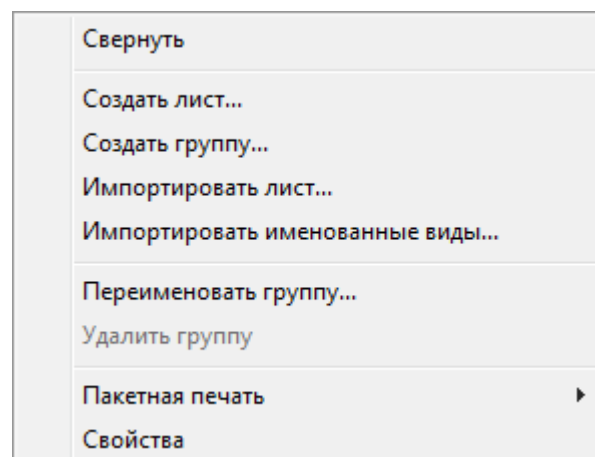 Свернуть
Создать лист...
Создать группу...
Импортировать лист...
Импортировать именованные виды...
Переименовать группу...
Удалить группу
Пакетная печать
Свойства